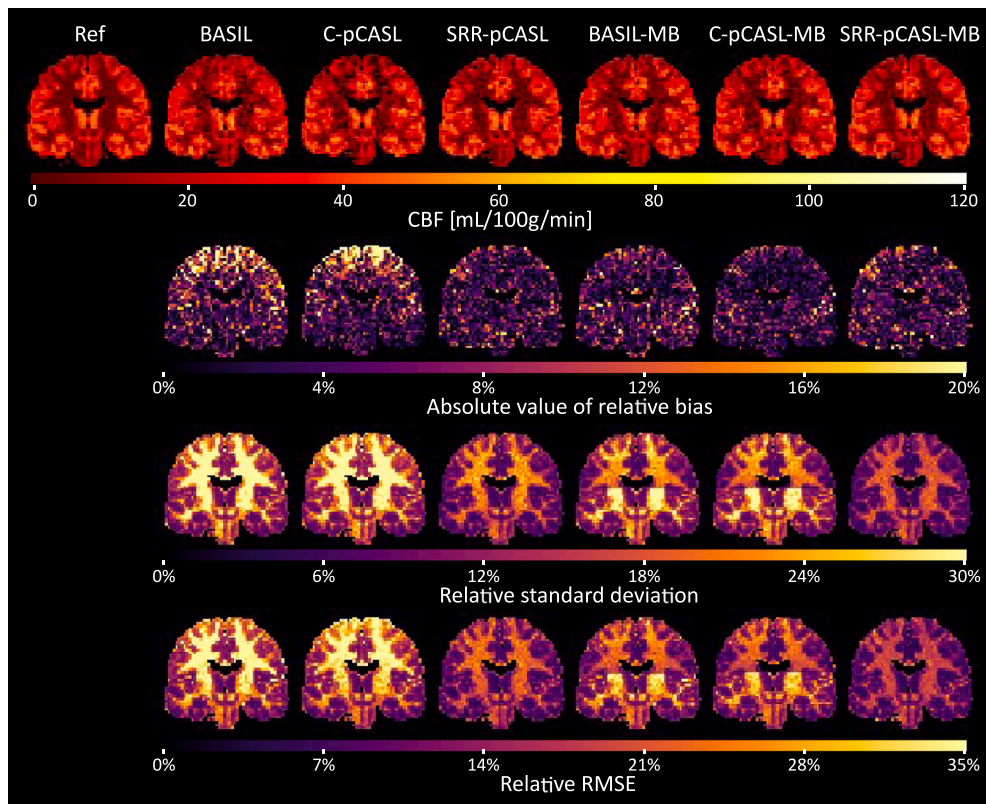 Ref BASIL C-pCASL SRR-pCASL BASIL-MB C-pCASL-MB SRR-pCASL-MB
0 20 40 60 80 100 120
CBF [mL/100g/min]
0% 4% 8% 12% 16% 20%
Absolute value of relative bias
0% 6% 12% 18% 24% 30%
Relative standard deviation
0% 7% 14% 21% 28% 35%
Relative RMSE